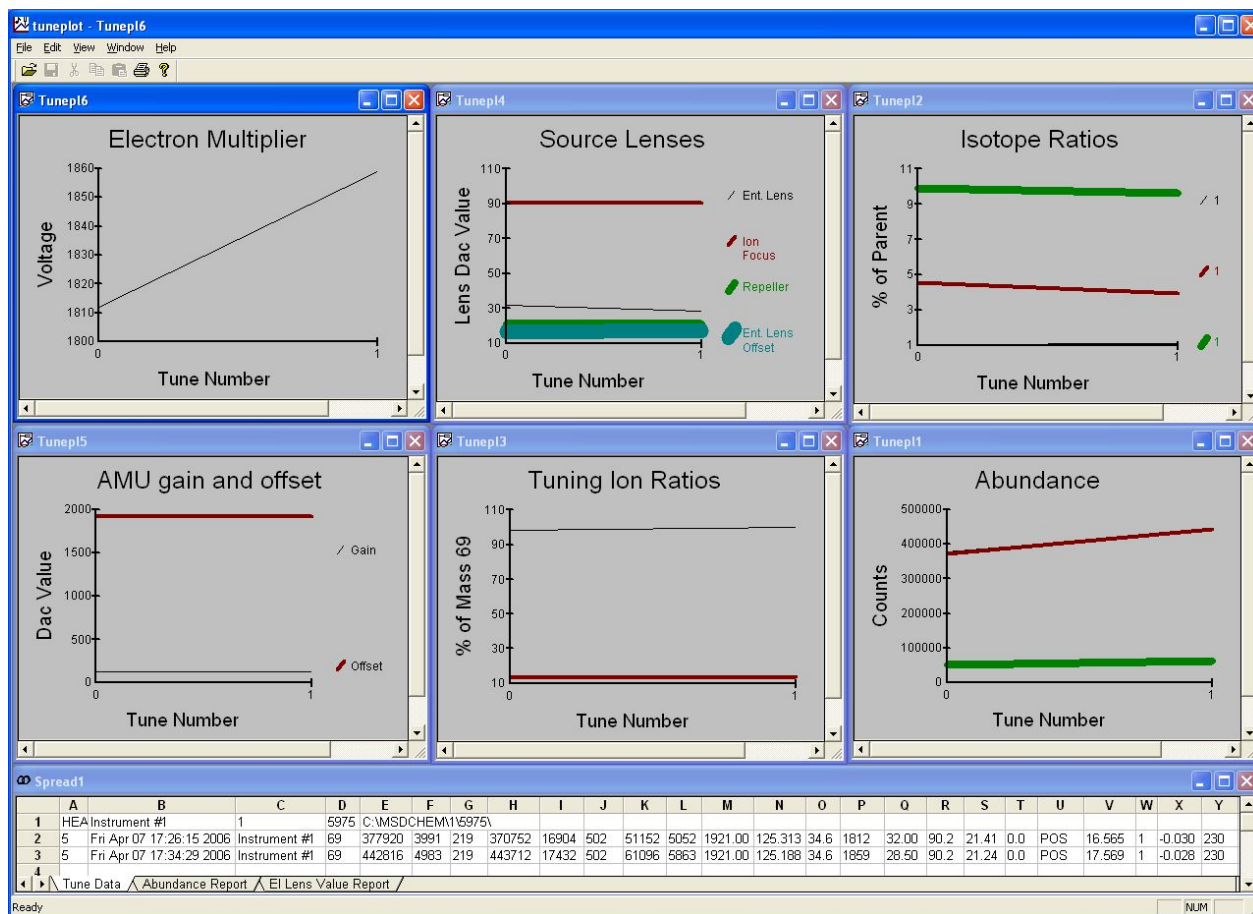 tuneplot - Tunepl6
File Edit View Window Help
Tunepl6
Electron Multiplier
Voltage
1860
1850
1840
1830
1820
1810
1800
0 1
Tune Number
Tunepl4
Source Lenses
Lens Dac Value
110
90
70
50
30
10
0 1
Tune Number
Ent. Lens
Ion
Focus
Repeller
Ent. Lens
Offset
Tunepl2
Isotope Ratios
% of Parent
11
9
7
5
3
1
0 1
Tune Number
1
1
1
Tunepl5
AMU gain and offset
Dac Value
2000
1500
1000
500
0
0 1
Tune Number
Gain
Offset
Tunepl3
Tuning Ion Ratios
% of Mass 69
110
90
70
50
30
10
0 1
Tune Number
Tunepl1
Abundance
Counts
500000
400000
300000
200000
100000
0
0 1
Tune Number
Spread1
A B C D E F G H I J K L M N O P Q R S T U V W X Y
1 HEA Instrument #1 1 5975 C:\MSDCHEM\1\5975\
2 5 Fri Apr 07 17:26:15 2006 Instrument #1 69 377920 3991 219 370752 16904 502 51152 5052 1921.00 125.313 34.6 1812 32.00 90.2 21.41 0.0 POS 16.565 1 -0.030 230
3 5 Fri Apr 07 17:34:29 2006 Instrument #1 69 442816 4983 219 443712 17432 502 61096 5863 1921.00 125.188 34.6 1859 28.50 90.2 21.24 0.0 POS 17.569 1 -0.028 230
4
Tune Data Abundance Report EI Lens Value Report
Ready NUM